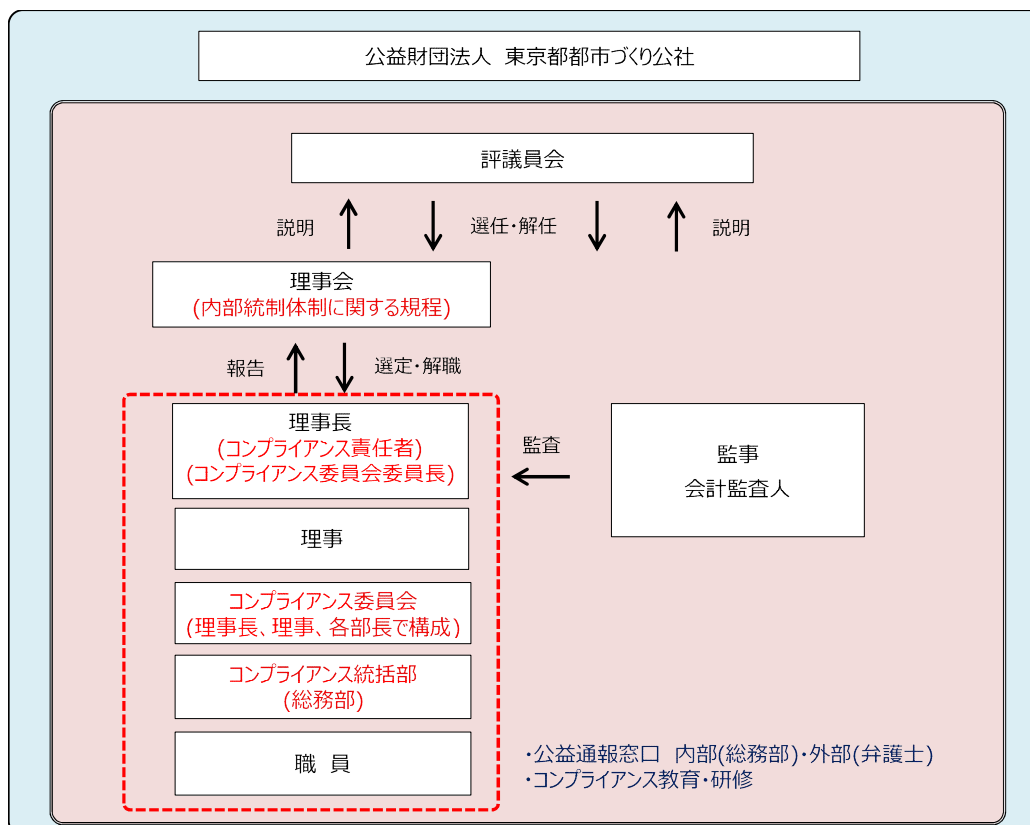 公益財団法人 東京都都市づくり公社
評議員会
説明
選任・解任
説明
理事会
(内部統制体制に関する規程)
報告
選定・解職
理事長
(コンプライアンス責任者)
(コンプライアンス委員会委員長)
監査
監事
会計監査人
理事
コンプライアンス委員会
(理事長、理事、各部長で構成)
コンプライアンス統括部
(総務部)
職 員
・公益通報窓口 内部(総務部)・外部(弁護士)
・コンプライアンス教育・研修